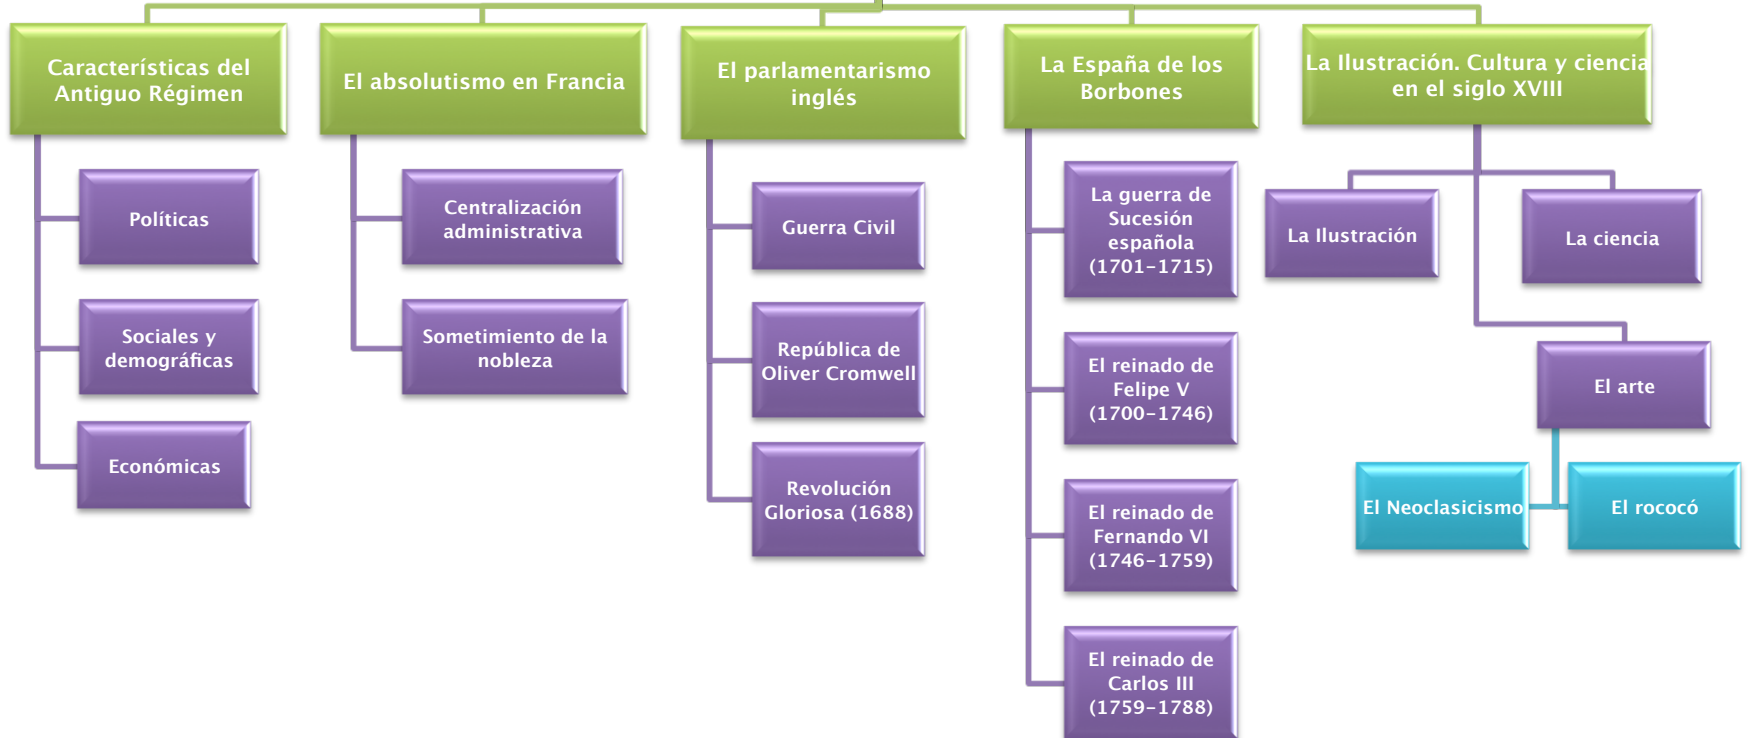 Características del
Antiguo Régimen
Políticas
Sociales y
demográficas
Económicas
El absolutismo en Francia
Centralización
administrativa
Sometimiento de la
nobleza
El parlamentarismo
inglés
Guerra Civil
República de
Oliver Cromwell
Revolución
Gloriosa (1688)
La España de los
Borbones
La guerra de
Sucesión
española
(1701-1715)
El reinado de
Felipe V
(1700-1746)
El reinado de
Fernando VI
(1746-1759)
El reinado de
Carlos III
(1759-1788)
La Ilustración. Cultura y ciencia
en el siglo XVIII
La Ilustración
La ciencia
El arte
El Neoclasicismo
El rococó